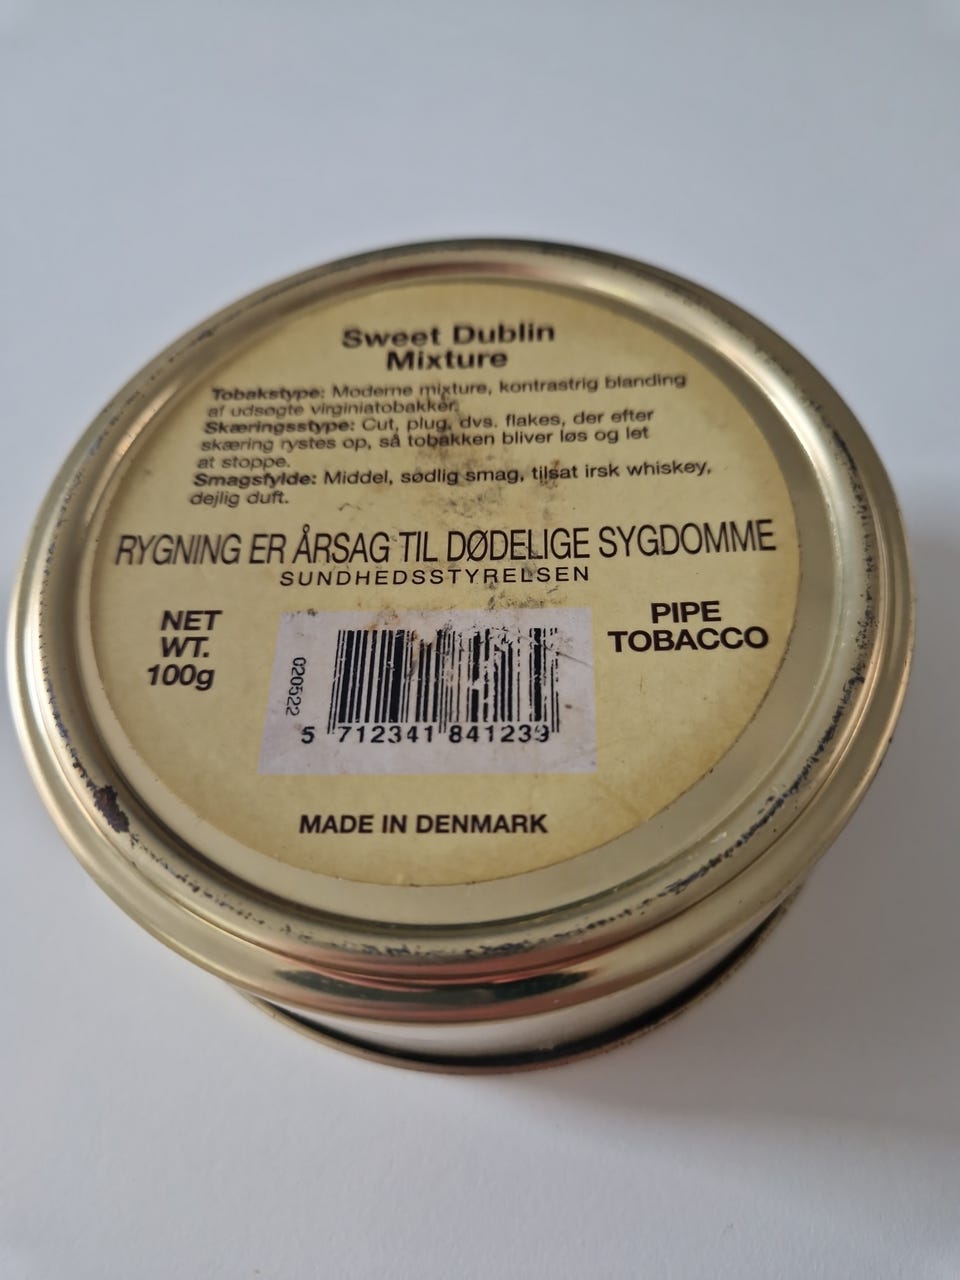 Sweet Dublin
Mixture
Tobakstype: Moderne mixture, kontrastrig blanding
af udsøgte virginiatobakker.
Skæringsstype: Cut, plug, dvs. flakes, der efter
skæring rystes op, så tobakken bliver løs og let
at stoppe.
Smagsfylde: Middel, sødlig smag, tilsat irsk whiskey,
dejlig duft.
RYGNING ER ÅRSAG TIL DØDELIGE SYGDOMME
SUNDHEDSSTYRELSEN
NET
WT.
100g
PIPE
TOBACCO
020522
5 712341 841239
MADE IN DENMARK